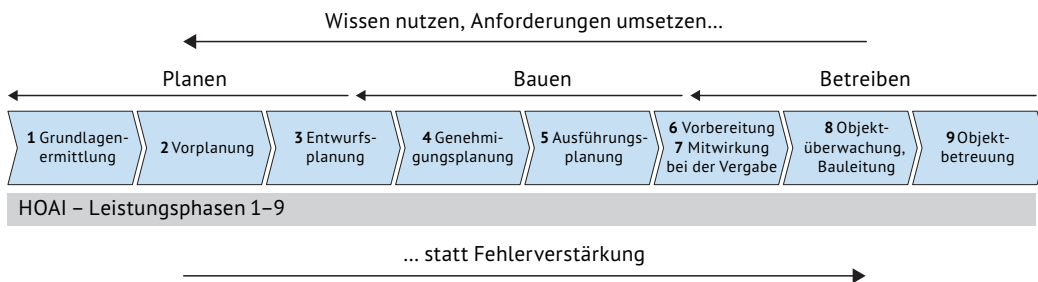 Wissen nutzen, Anforderungen umsetzen...
Planen
Bauen
Betreiben
1 Grundlagen-
ermittlung
2 Vorplanung
3 Entwurfs-
planung
4 Genehmi-
gungsplanung
5 Ausführungs-
planung
6 Vorbereitung
7 Mitwirkung
bei der Vergabe
8 Objekt-
überwachung,
Bauleitung
9 Objekt-
betreuung
HOAI – Leistungsphasen 1–9
... statt Fehlerverstärkung